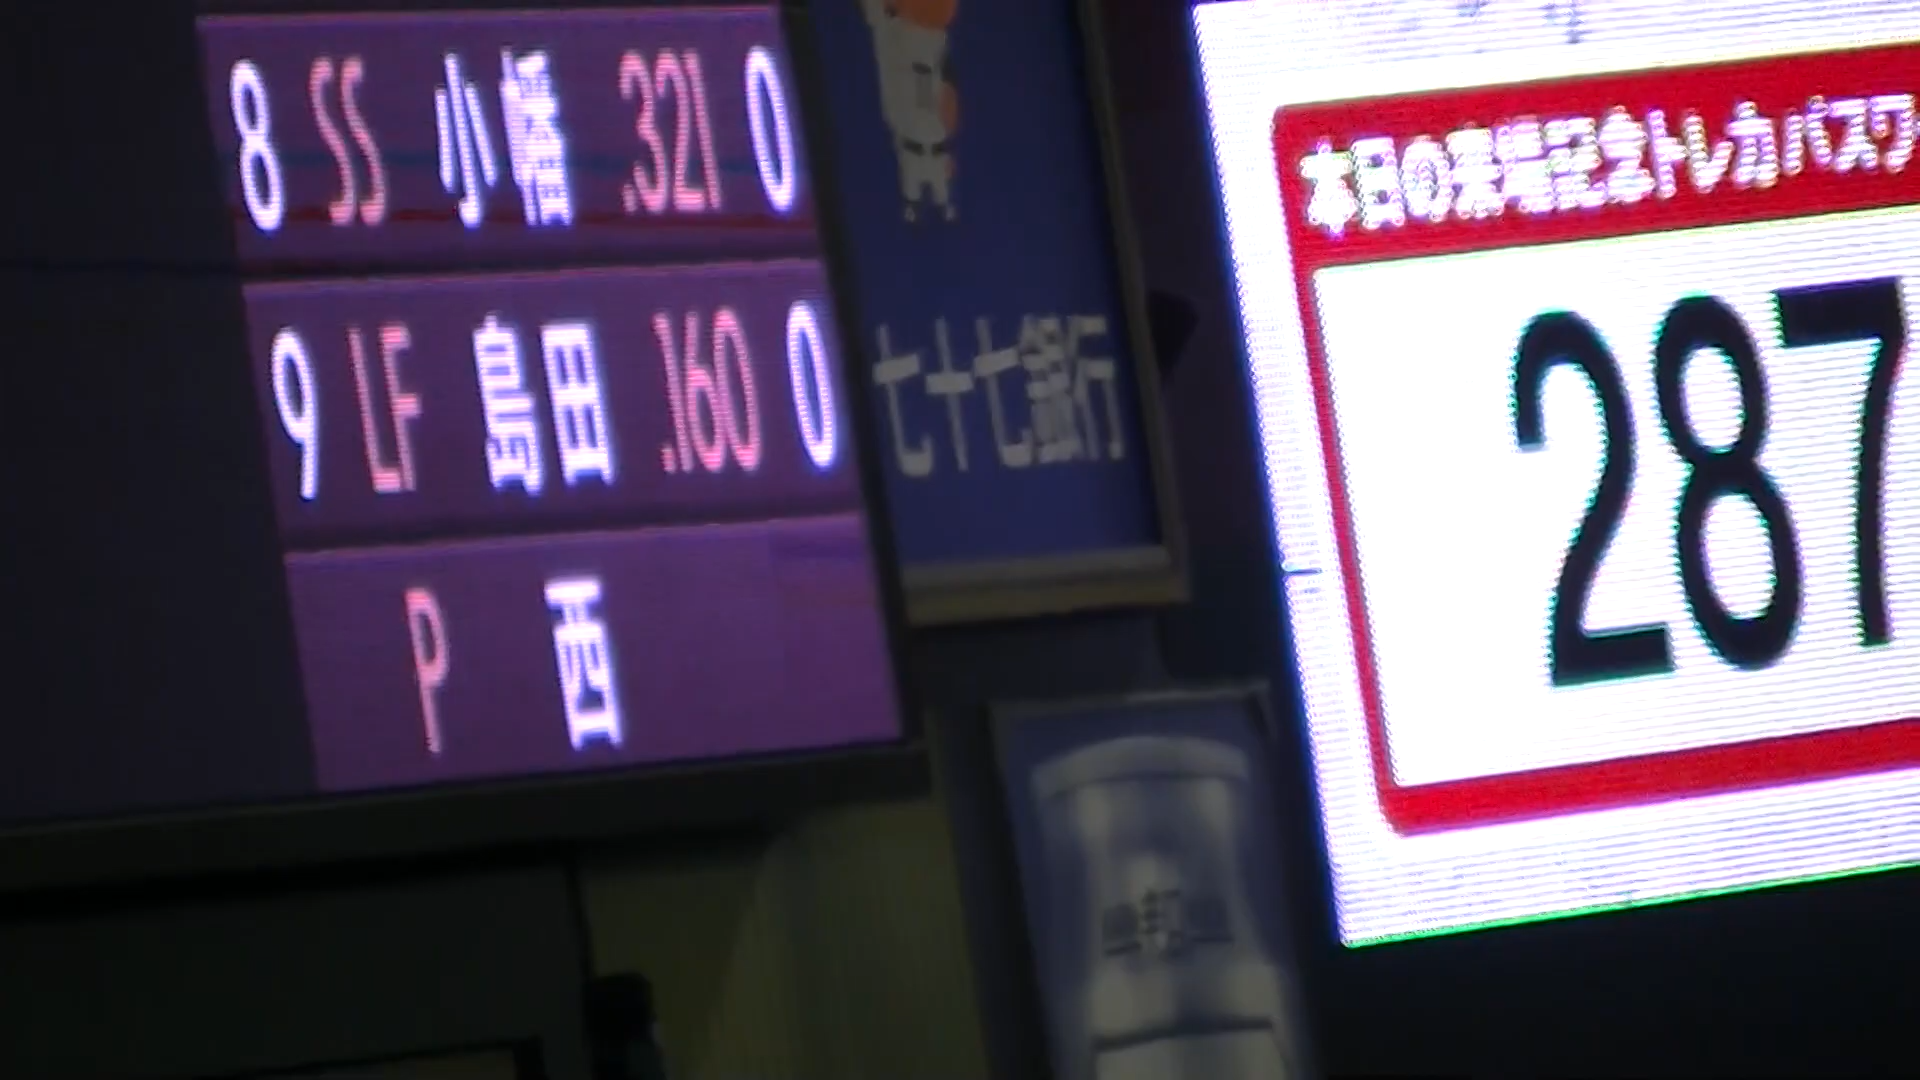 8 SS 小幡 .321 0
9 LF 島田 .160 0
P 西
七十七銀行
本日の来場記念トレカパスワ
287